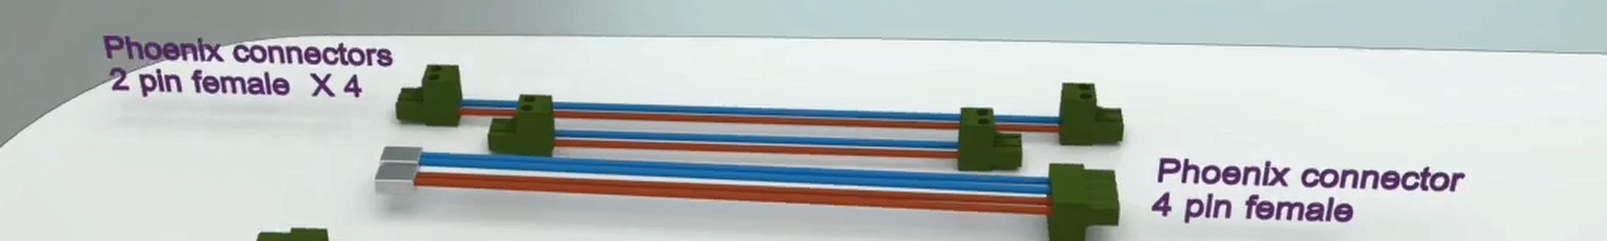 Phoenix connectors
2 pin female X 4
Phoenix connector
4 pin female